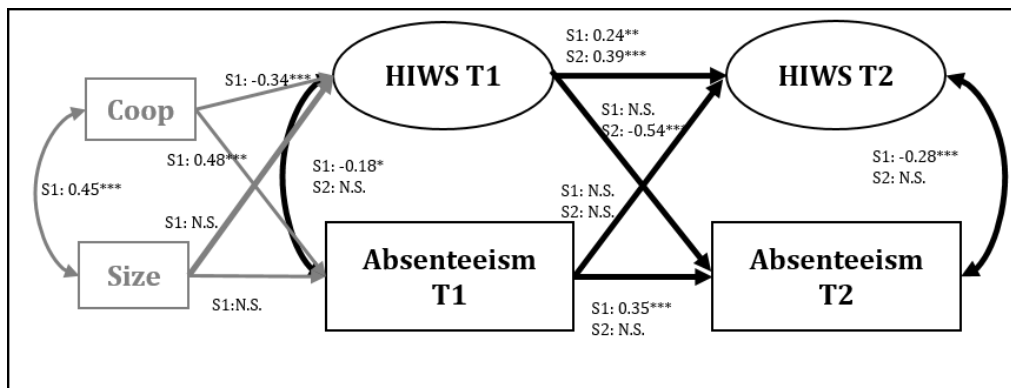 S1: 0.24**
S2: 0.39***
HIWS T1
HIWS T2
S1: -0.34***
Coop
S1: N.S.
S2: -0.54***
S1: 0.48***
S1: -0.18*
S2: N.S.
S1: -0.28***
S2: N.S.
S1: 0.45***
S1: N.S.
S2: N.S.
S1: N.S.
Size
Absenteeism
T1
Absenteeism
T2
S1:N.S.
S1: 0.35***
S2: N.S.